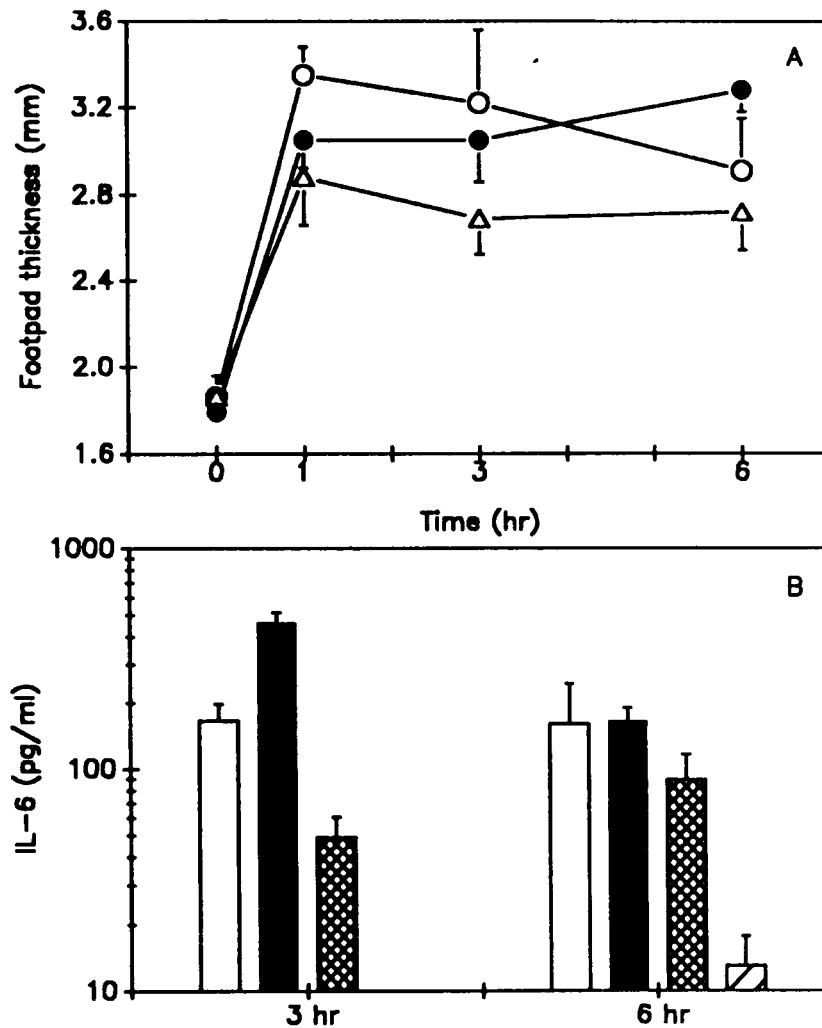 A
3.6
3.2
2.8
2.4
2.0
1.6
Footpad thickness (mm)
0 1 3 6
Time (hr)
B
1000
100
10
IL-6 (pg/ml)
3 hr 6 hr